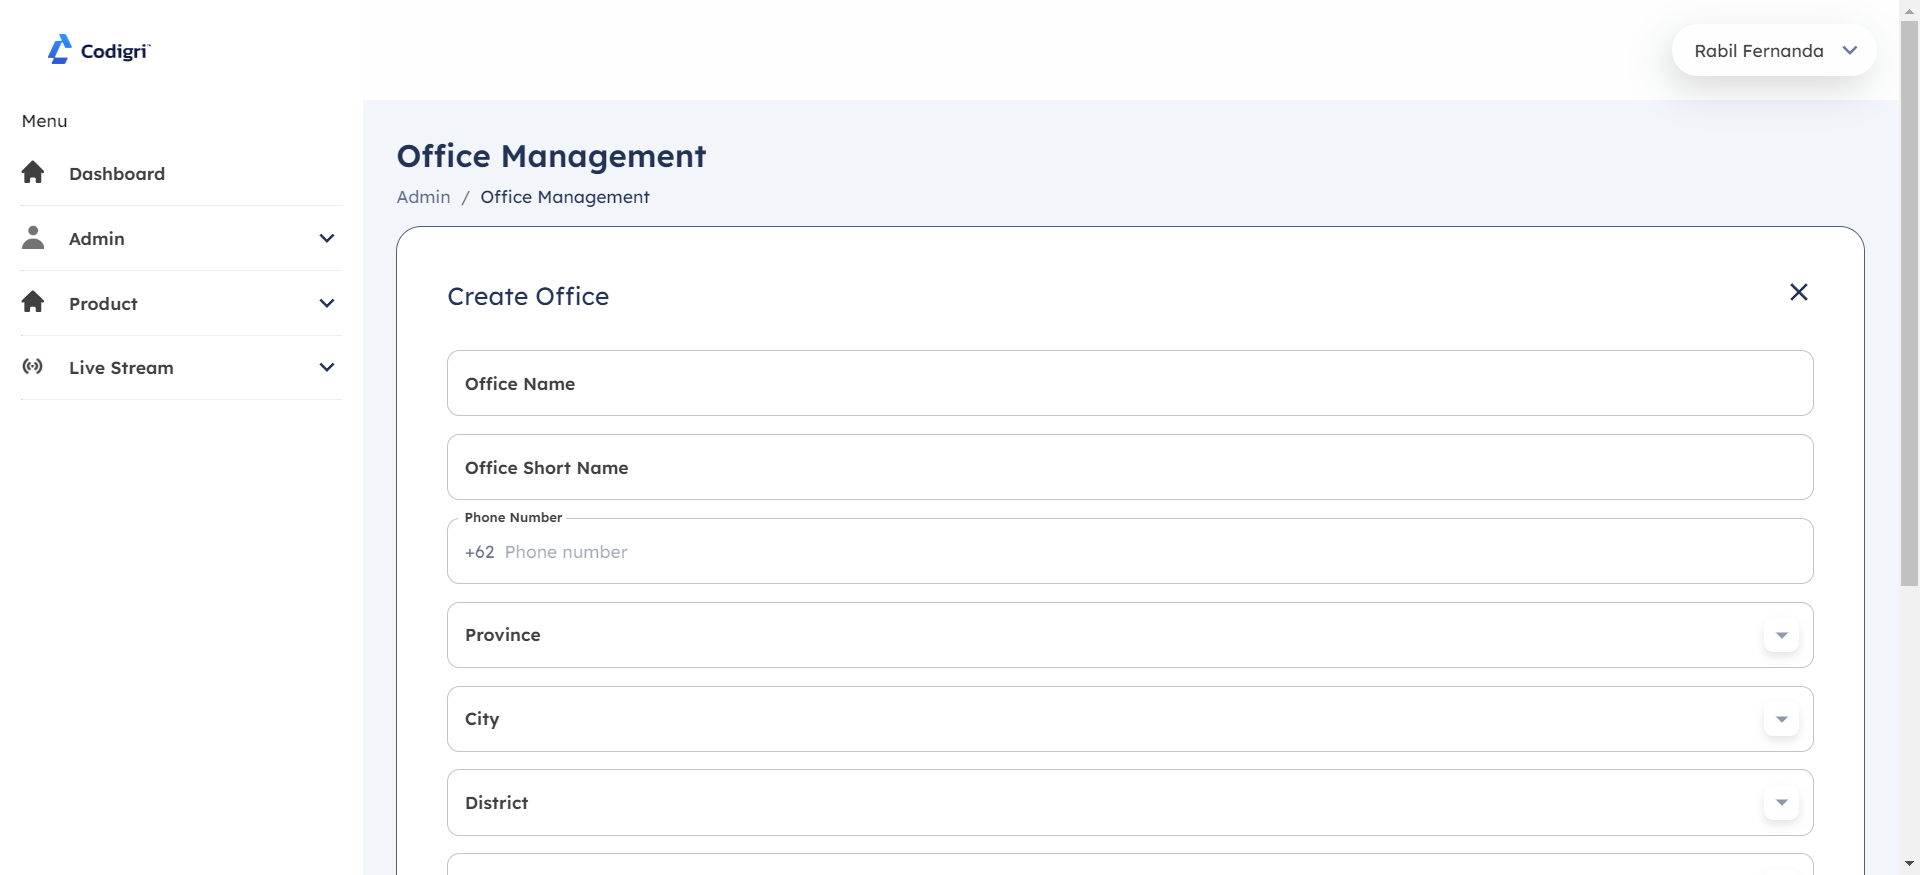 Codigri™
Rabil Fernanda
Menu
Dashboard
Admin
Product
Live Stream
Office Management
Admin / Office Management
Create Office
Office Name
Office Short Name
Phone Number
+62 Phone number
Province
City
District